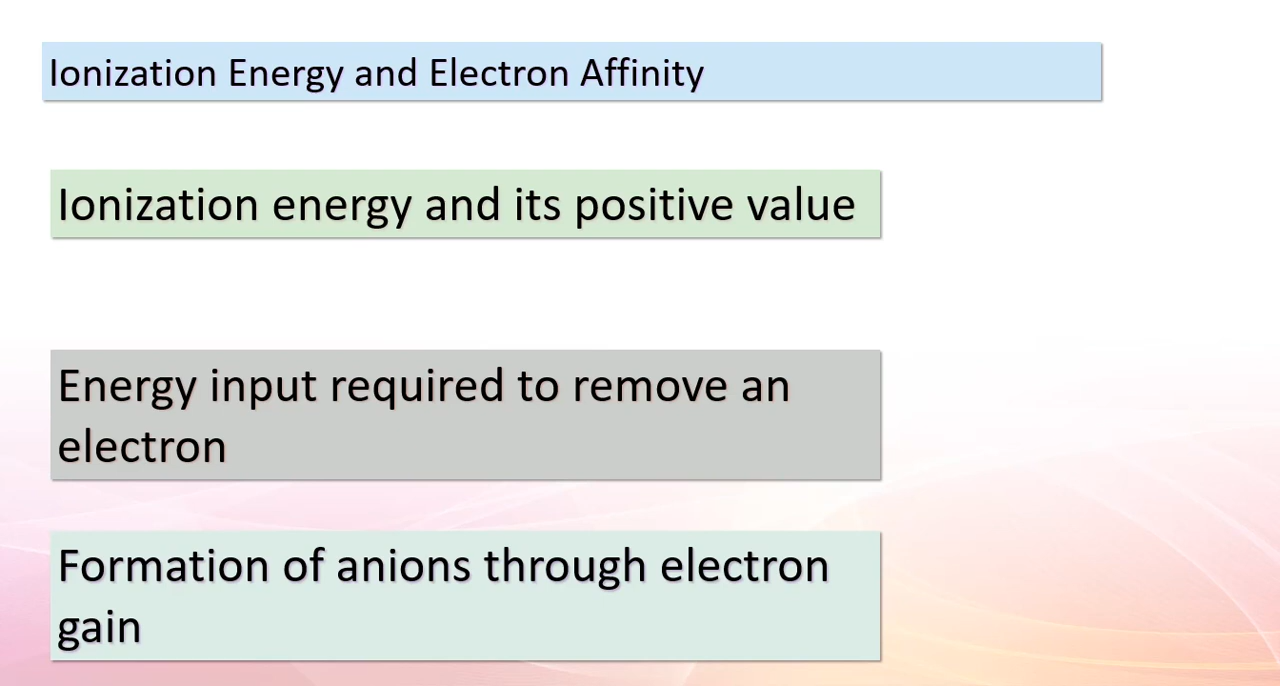 Ionization Energy and Electron Affinity
Ionization energy and its positive value
Energy input required to remove an
electron
Formation of anions through electron
gain